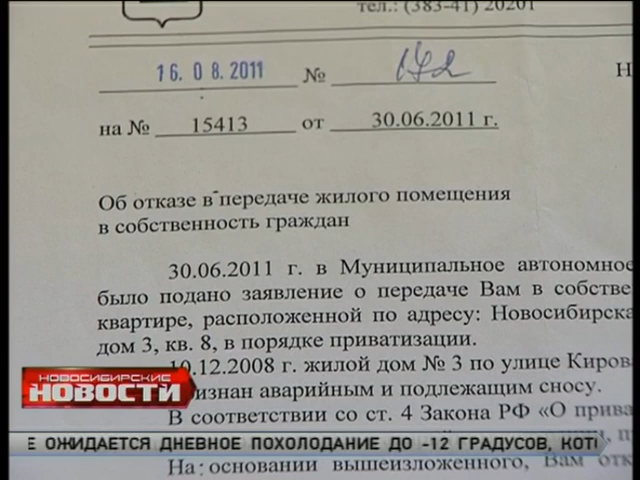 тел.: (383-41) 20201
16. 08. 2011 №
на № 15413 от 30.06.2011 г.
Об отказе в передаче жилого помещения
в собственность граждан
30.06.2011 г. в Муниципальное автономное
было подано заявление о передаче Вам в собстве
квартире, расположенной по адресу: Новосибирска
дом 3, кв. 8, в порядке приватизации.
10.12.2008 г. жилой дом № 3 по улице Киров
изнан аварийным и подлежащим сносу.
В соответствии со ст. 4 Закона РФ «О прива
На основании вышеизложенного, Вам отк
НОВОСИБИРСКИЕ
НОВОСТИ
Е ОЖИДАЕТСЯ ДНЕВНОЕ ПОХОЛОДАНИЕ ДО -12 ГРАДУСОВ, КОТ